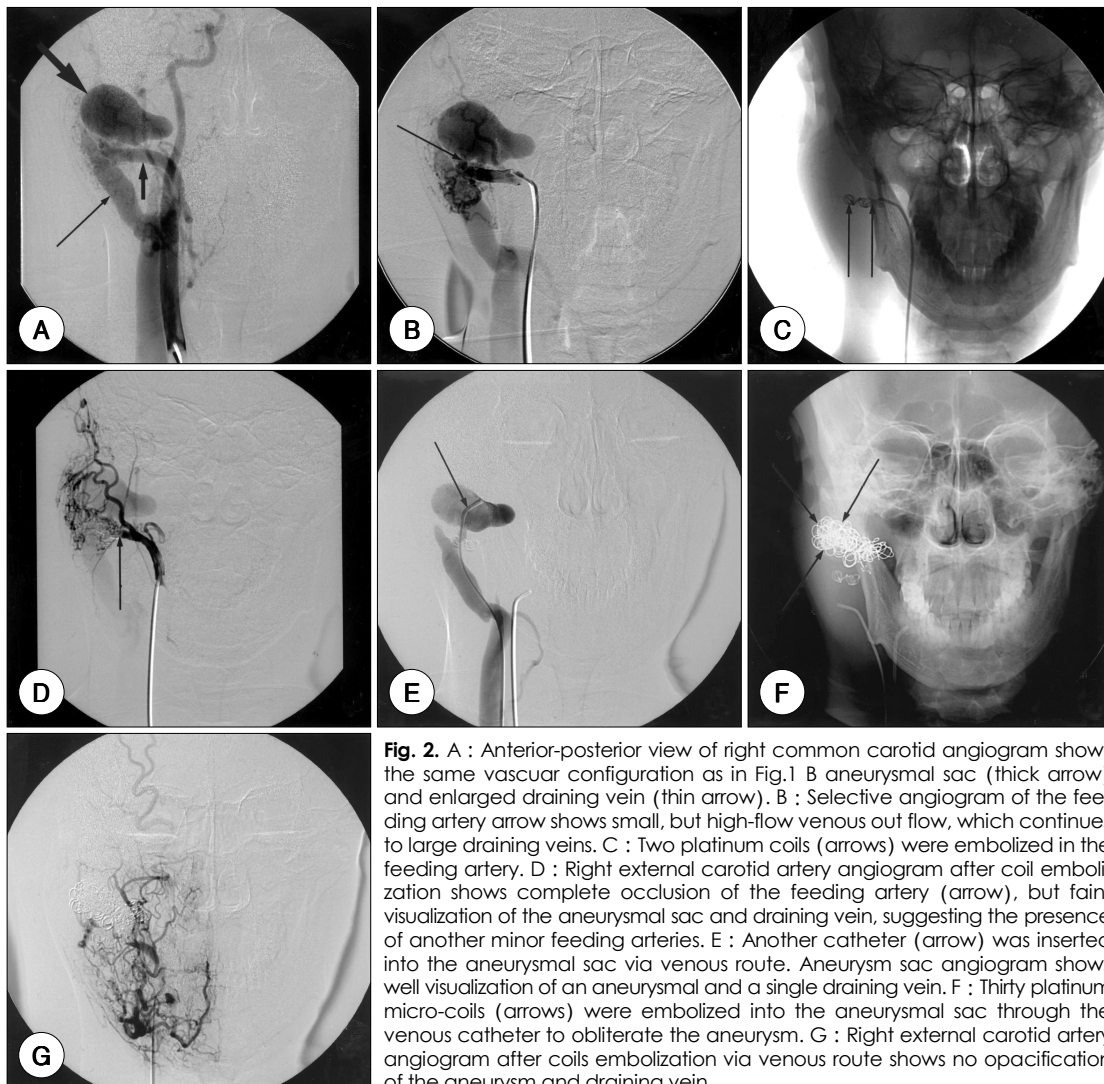 A
B
C
D
E
F
G
Fig. 2. A : Anterior-posterior view of right common carotid angiogram show
the same vascuar configuration as in Fig.1 B aneurysmal sac (thick arrow
and enlarged draining vein (thin arrow). B : Selective angiogram of the fee
ding artery arrow shows small, but high-flow venous out flow, which continue
to large draining veins. C : Two platinum coils (arrows) were embolized in the
feeding artery. D : Right external carotid artery angiogram after coil emboli
zation shows complete occlusion of the feeding artery (arrow), but fain
visualization of the aneurysmal sac and draining vein, suggesting the presence
of another minor feeding arteries. E : Another catheter (arrow) was inserted
into the aneurysmal sac via venous route. Aneurysm sac angiogram show
well visualization of an aneurysmal and a single draining vein. F : Thirty platinum
micro-coils (arrows) were embolized into the aneurysmal sac through the
venous catheter to obliterate the aneurysm. G : Right external carotid artery
angiogram after coils embolization via venous route shows no opacification
of the aneurysm and draining vein